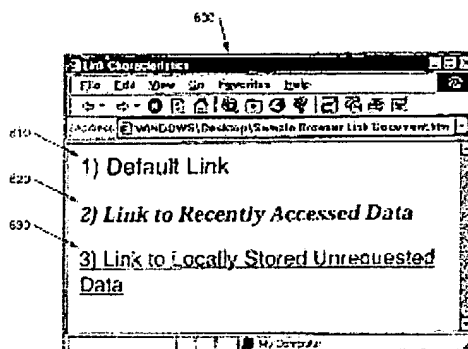 600
Link Characteristics
File Edit View Go Favorites Help
Address WINDOWS\Desktop\Sample Browser Link Document.htm
610
1) Default Link
620
2) Link to Recently Accessed Data
630
3) Link to Locally Stored Unrequested
Data
My Computer